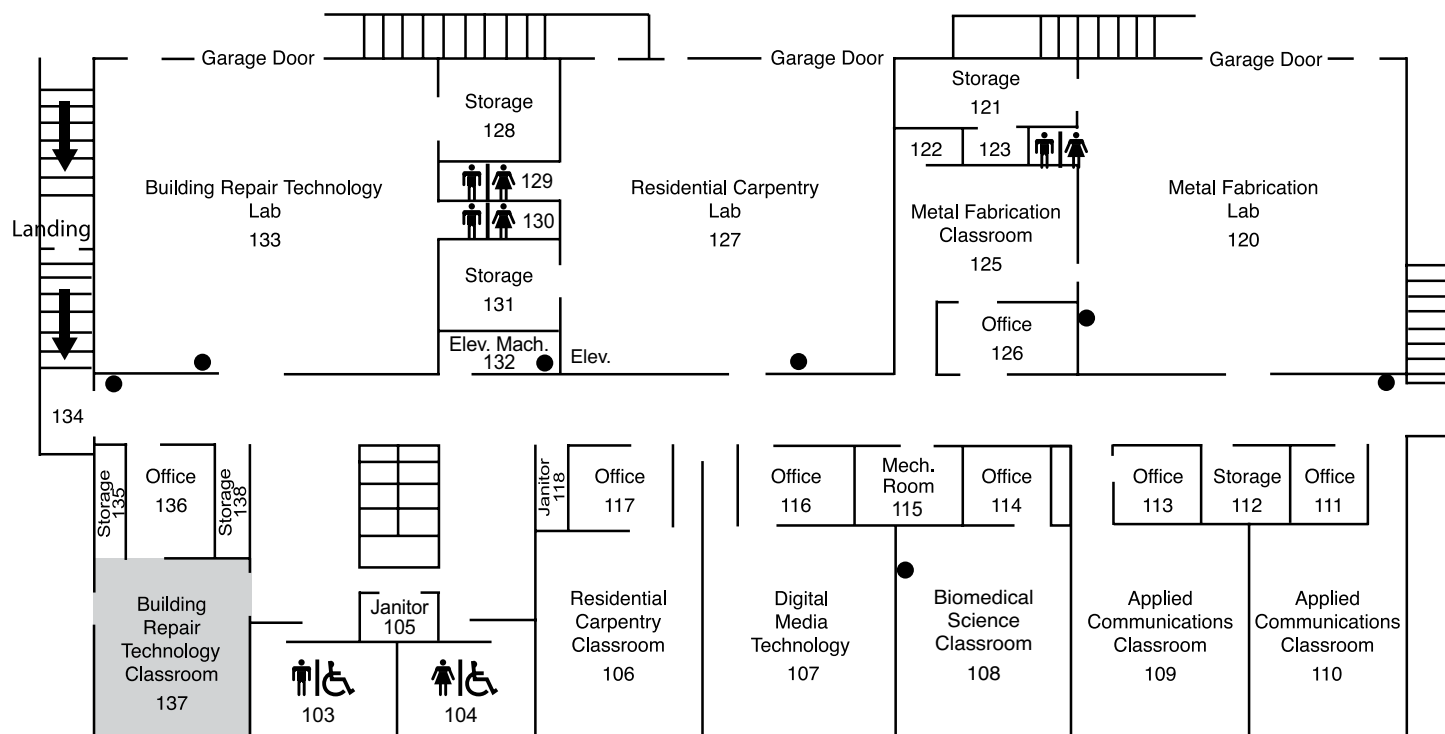 Garage Door
Garage Door
Garage Door
Storage
128
Storage
121
122
123
129
130
Building Repair Technology
Lab
133
Residential Carpentry
Lab
127
Metal Fabrication
Classroom
125
Metal Fabrication
Lab
120
Landing
Storage
131
Office
126
Elev. Mach.
132
Elev.
134
Storage
135
Office
136
Storage
138
Janitor
118
Office
117
Office
116
Mech.
Room
115
Office
114
Office
113
Storage
112
Office
111
Building
Repair
Technology
Classroom
137
Janitor
105
103
104
Residential
Carpentry
Classroom
106
Digital
Media
Technology
107
Biomedical
Science
Classroom
108
Applied
Communications
Classroom
109
Applied
Communications
Classroom
110